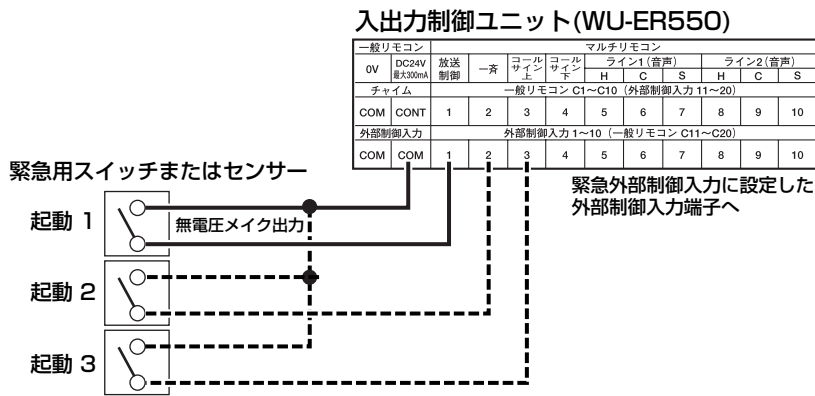 入出力制御ユニット(WU-ER550)
一般リモコン マルチリモコン
0V DC24V 最大300mA 放送制御 一斉 コールサイン上 コールサイン下 ライン1(音声) ライン2(音声)
H C S H C S
チャイム 一般リモコン C1〜C10(外部制御入力11〜20)
COM CONT 1 2 3 4 5 6 7 8 9 10
外部制御入力 外部制御入力 1〜10(一般リモコン C11〜C20)
COM COM 1 2 3 4 5 6 7 8 9 10
緊急外部制御入力に設定した
外部制御入力端子へ
緊急用スイッチまたはセンサー
起動 1
無電圧メイク出力
起動 2
起動 3